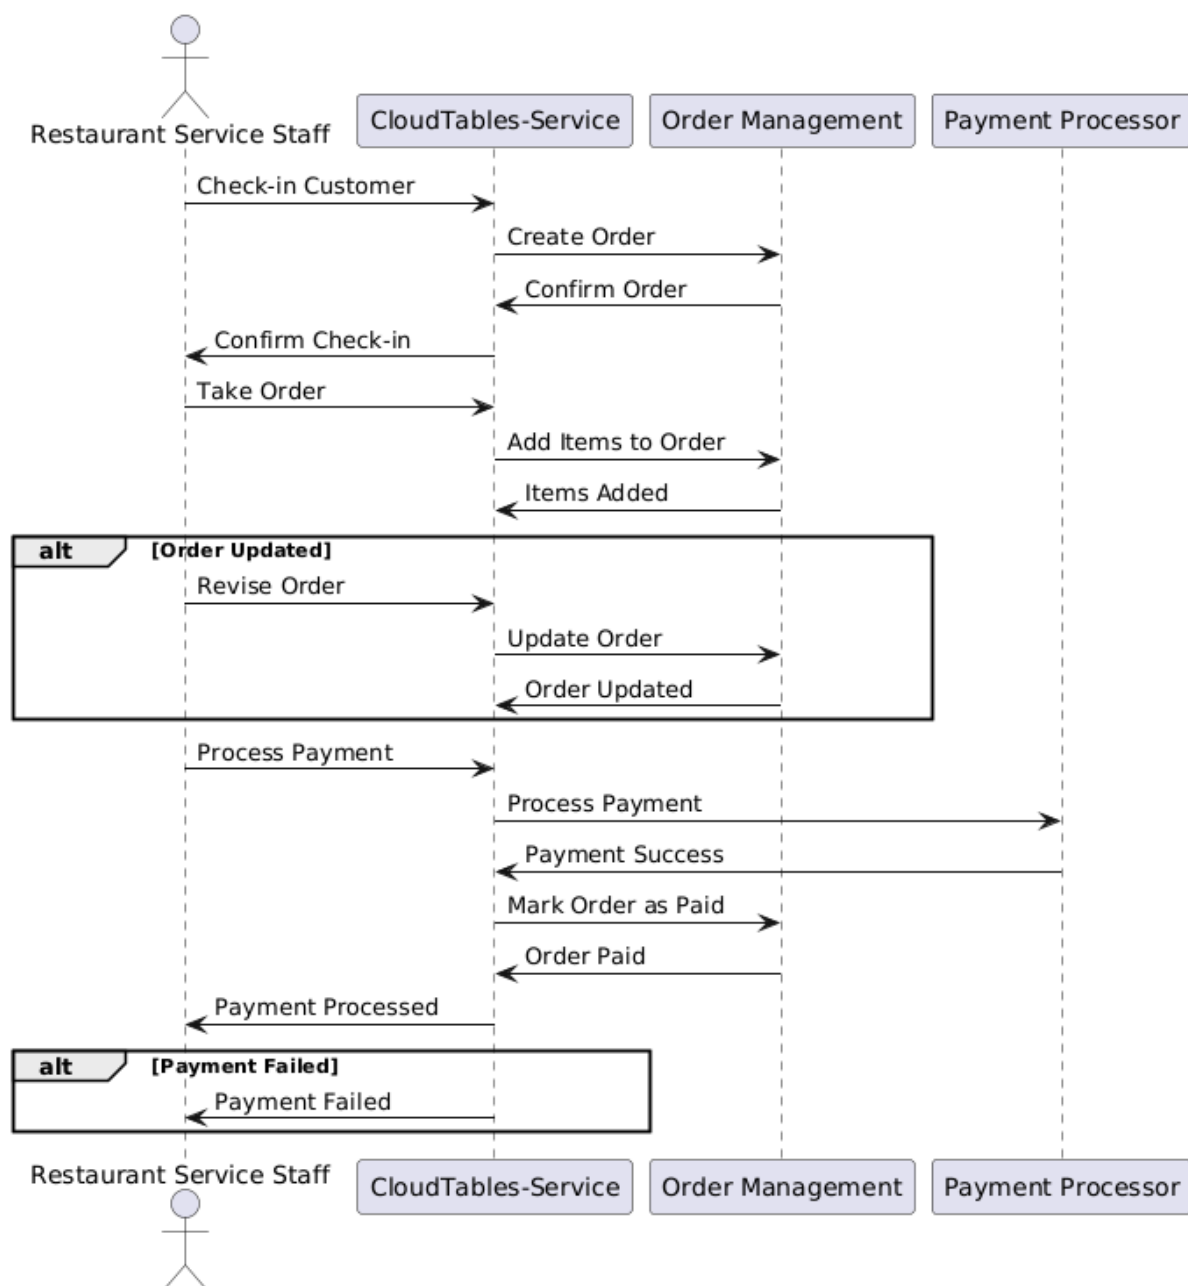 Restaurant Service Staff
CloudTables-Service
Order Management
Payment Processor
Check-in Customer
Create Order
Confirm Order
Confirm Check-in
Take Order
Add Items to Order
Items Added
alt [Order Updated]
Revise Order
Update Order
Order Updated
Process Payment
Process Payment
Payment Success
Mark Order as Paid
Order Paid
Payment Processed
alt [Payment Failed]
Payment Failed
Restaurant Service Staff
CloudTables-Service
Order Management
Payment Processor